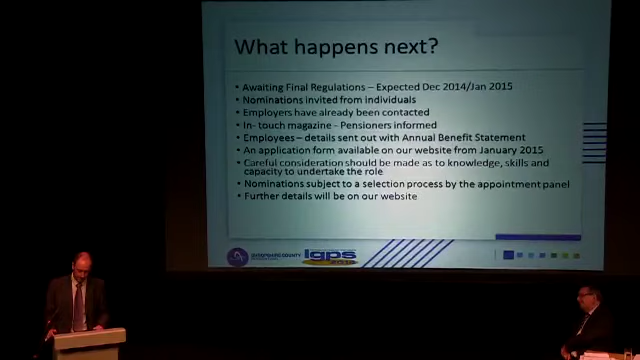 What happens next?
• Awaiting Final Regulations – Expected Dec 2014/Jan 2015
• Nominations invited from individuals
• Employers have already been contacted
• In- touch magazine - Pensioners informed
• Employees – details sent out with Annual Benefit Statement
• An application form available on our website from January 2015
• Careful consideration should be made as to knowledge, skills and
capacity to undertake the role
• Nominations subject to a selection process by the appointment panel
• Further details will be on our website
lgps